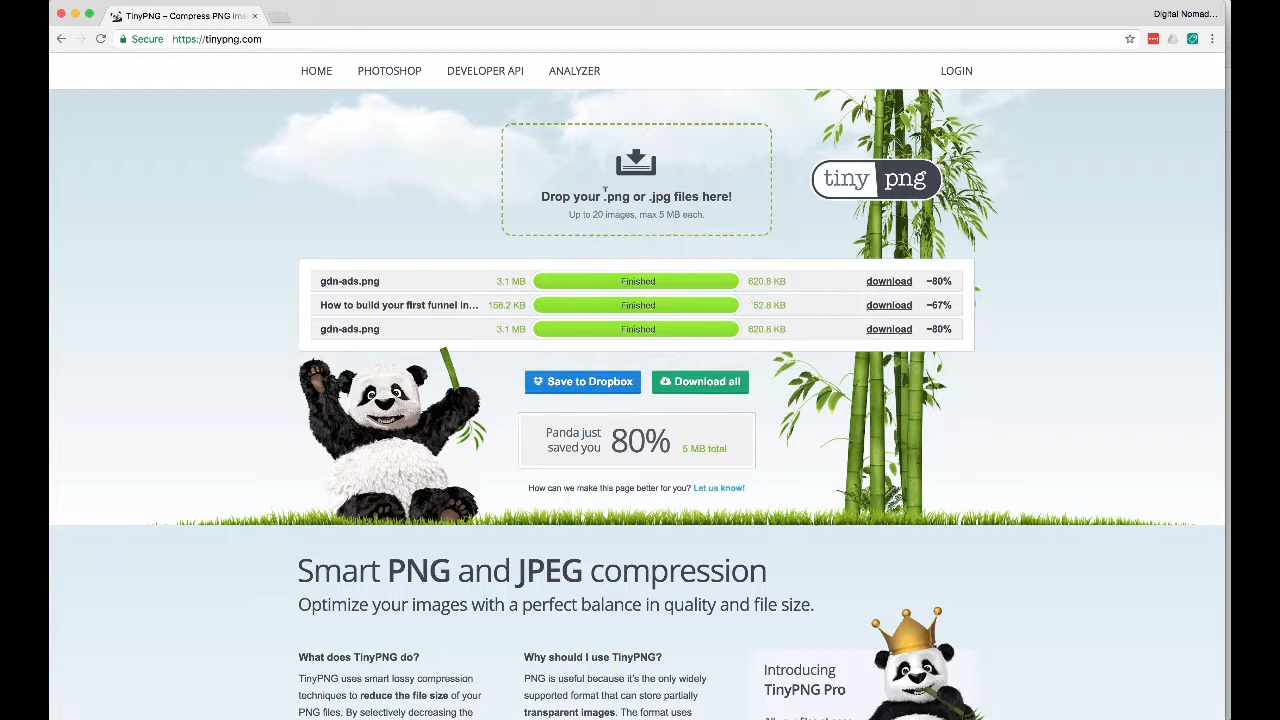 TinyPNG – Compress PNG ima
Digital Nomad...
Secure https://tinypng.com
HOME PHOTOSHOP DEVELOPER API ANALYZER LOGIN
Drop your .png or .jpg files here!
Up to 20 images, max 5 MB each.
tiny png
gdn-ads.png 3.1 MB Finished 620.8 KB download −80%
How to build your first funnel in... 158.2 KB Finished 52.8 KB download −67%
gdn-ads.png 3.1 MB Finished 620.8 KB download −80%
Save to Dropbox Download all
Panda just
saved you 80% 5 MB total
How can we make this page better for you? Let us know!
Smart PNG and JPEG compression
Optimize your images with a perfect balance in quality and file size.
What does TinyPNG do?
TinyPNG uses smart lossy compression
techniques to reduce the file size of your
PNG files. By selectively decreasing the
Why should I use TinyPNG?
PNG is useful because it's the only widely
supported format that can store partially
transparent images. The format uses
Introducing
TinyPNG Pro